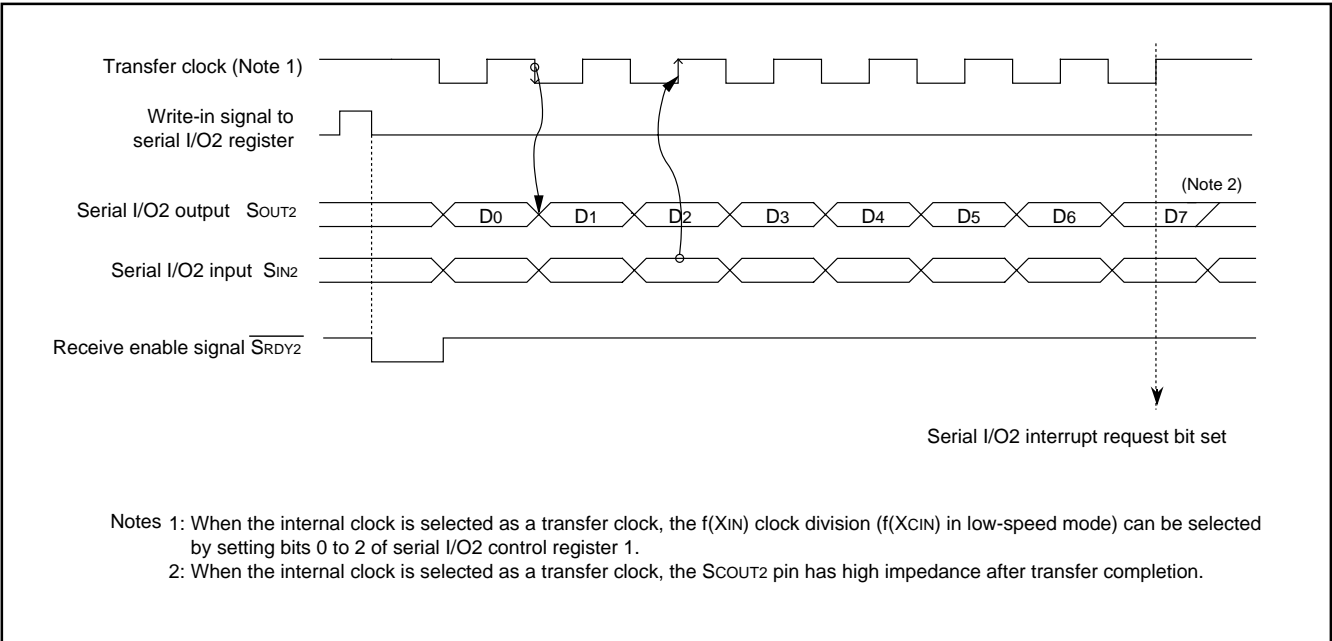 Transfer clock (Note 1)
Write-in signal to
serial I/O2 register
(Note 2)
Serial I/O2 output SOUT2
D0 D1 D2 D3 D4 D5 D6 D7
Serial I/O2 input SIN2
Receive enable signal SRDY2
Serial I/O2 interrupt request bit set
Notes 1: When the internal clock is selected as a transfer clock, the f(XIN) clock division (f(XCIN) in low-speed mode) can be selected
by setting bits 0 to 2 of serial I/O2 control register 1.
2: When the internal clock is selected as a transfer clock, the SCOUT2 pin has high impedance after transfer completion.